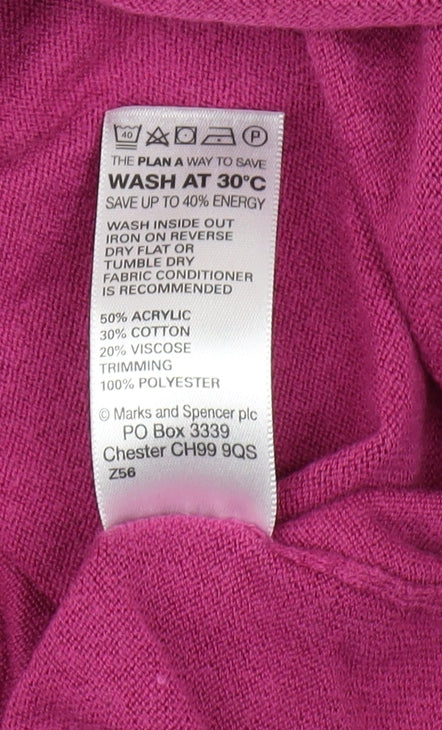 40 P
THE PLAN A WAY TO SAVE
WASH AT 30°C
SAVE UP TO 40% ENERGY
WASH INSIDE OUT
IRON ON REVERSE
DRY FLAT OR
TUMBLE DRY
FABRIC CONDITIONER
IS RECOMMENDED
50% ACRYLIC
30% COTTON
20% VISCOSE
TRIMMING
100% POLYESTER
© Marks and Spencer plc
PO Box 3339
Chester CH99 9QS
Z56